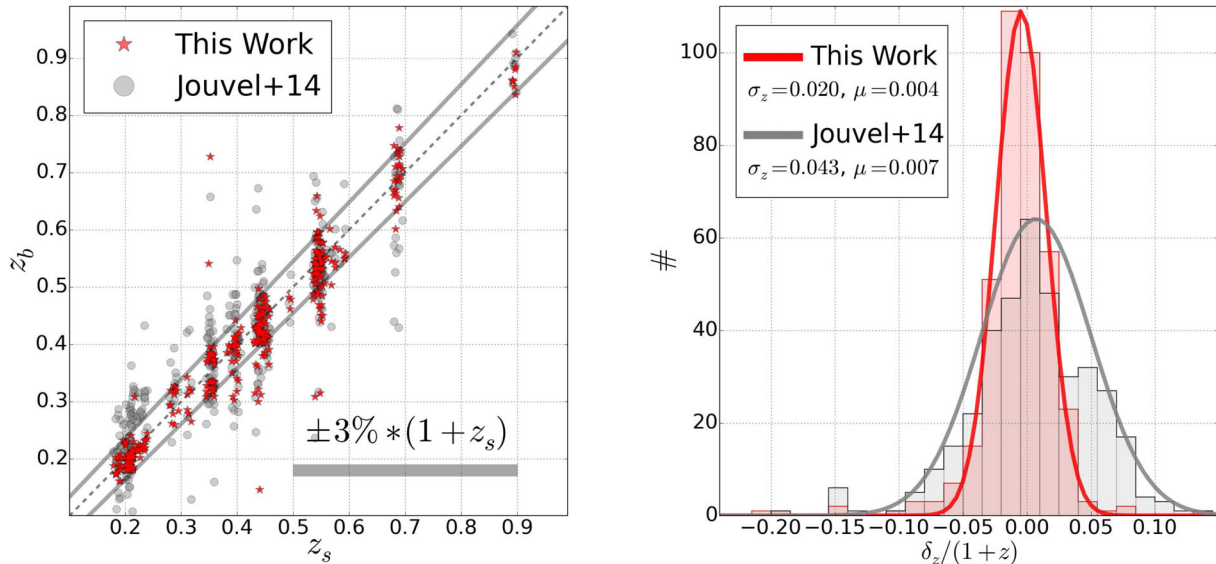 This Work
Jouvel+14
0.9
0.8
0.7
0.6
0.5
0.4
0.3
0.2
z_b
±3%*(1+z_s)
0.2 0.3 0.4 0.5 0.6 0.7 0.8 0.9
z_s
This Work
σ_z=0.020, μ=0.004
Jouvel+14
σ_z=0.043, μ=0.007
100
80
60
40
20
0
#
−0.20 −0.15 −0.10 −0.05 0.00 0.05 0.10
δ_z/(1+z)